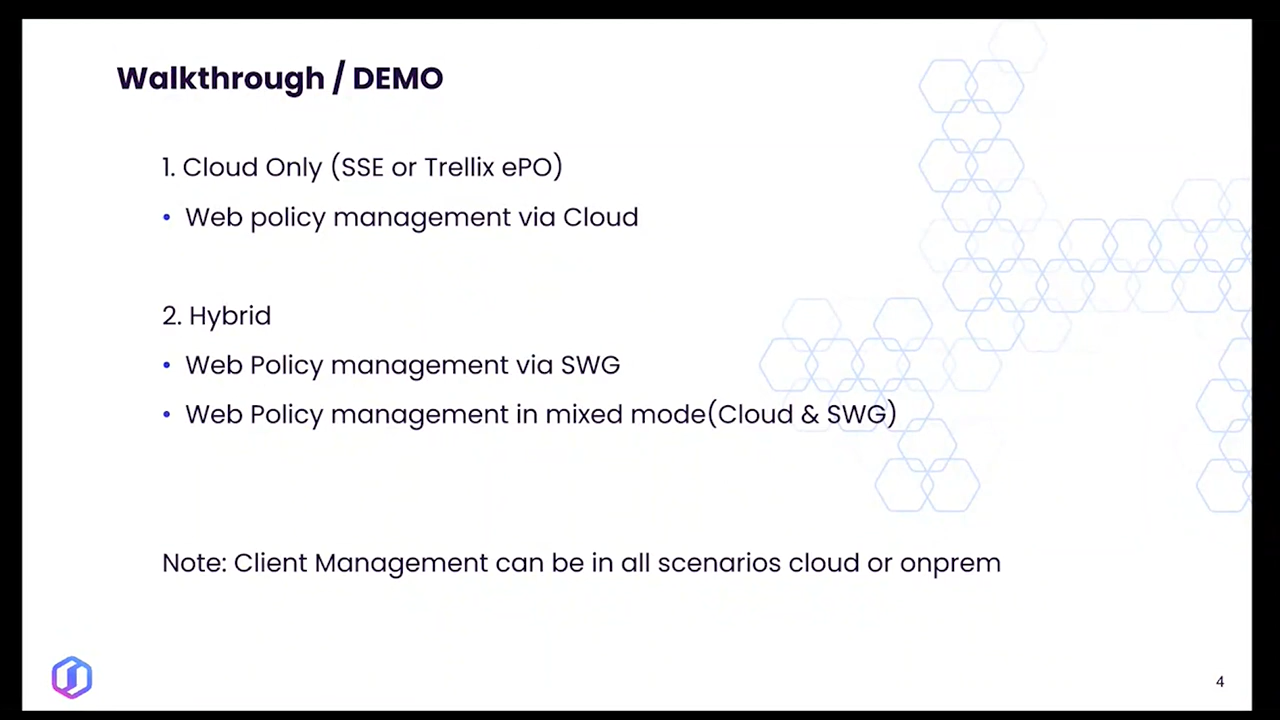 Walkthrough / DEMO
1. Cloud Only (SSE or Trellix ePO)
• Web policy management via Cloud
2. Hybrid
• Web Policy management via SWG
• Web Policy management in mixed mode(Cloud & SWG)
Note: Client Management can be in all scenarios cloud or onprem
4